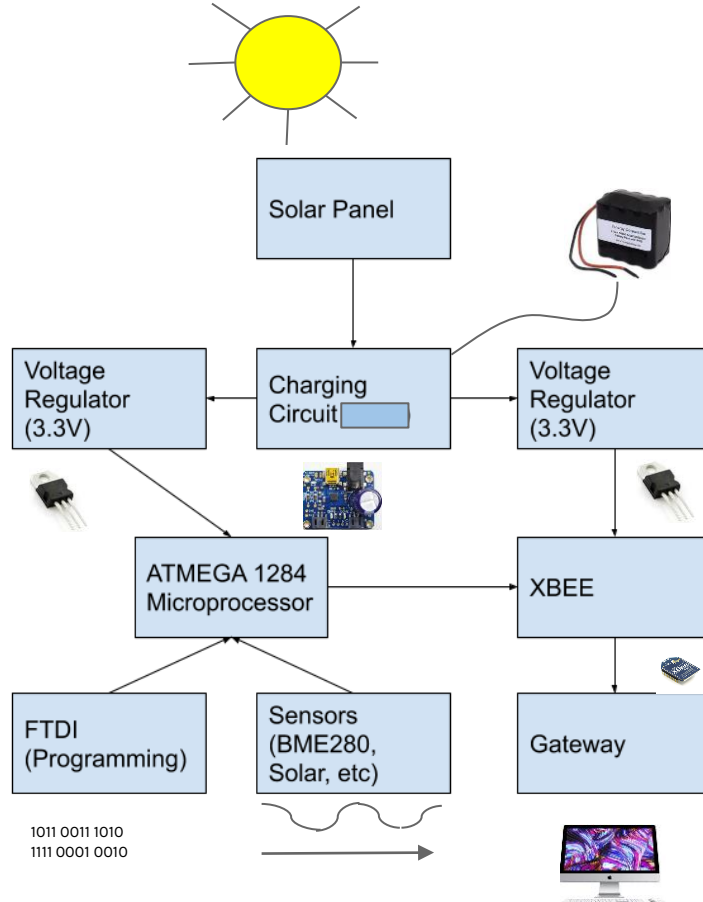 Solar Panel
Voltage
Regulator
(3.3V)
Charging
Circuit
Voltage
Regulator
(3.3V)
ATMEGA 1284
Microprocessor
XBEE
FTDI
(Programming)
Sensors
(BME280,
Solar, etc)
Gateway
1011 0011 1010
1111 0001 0010